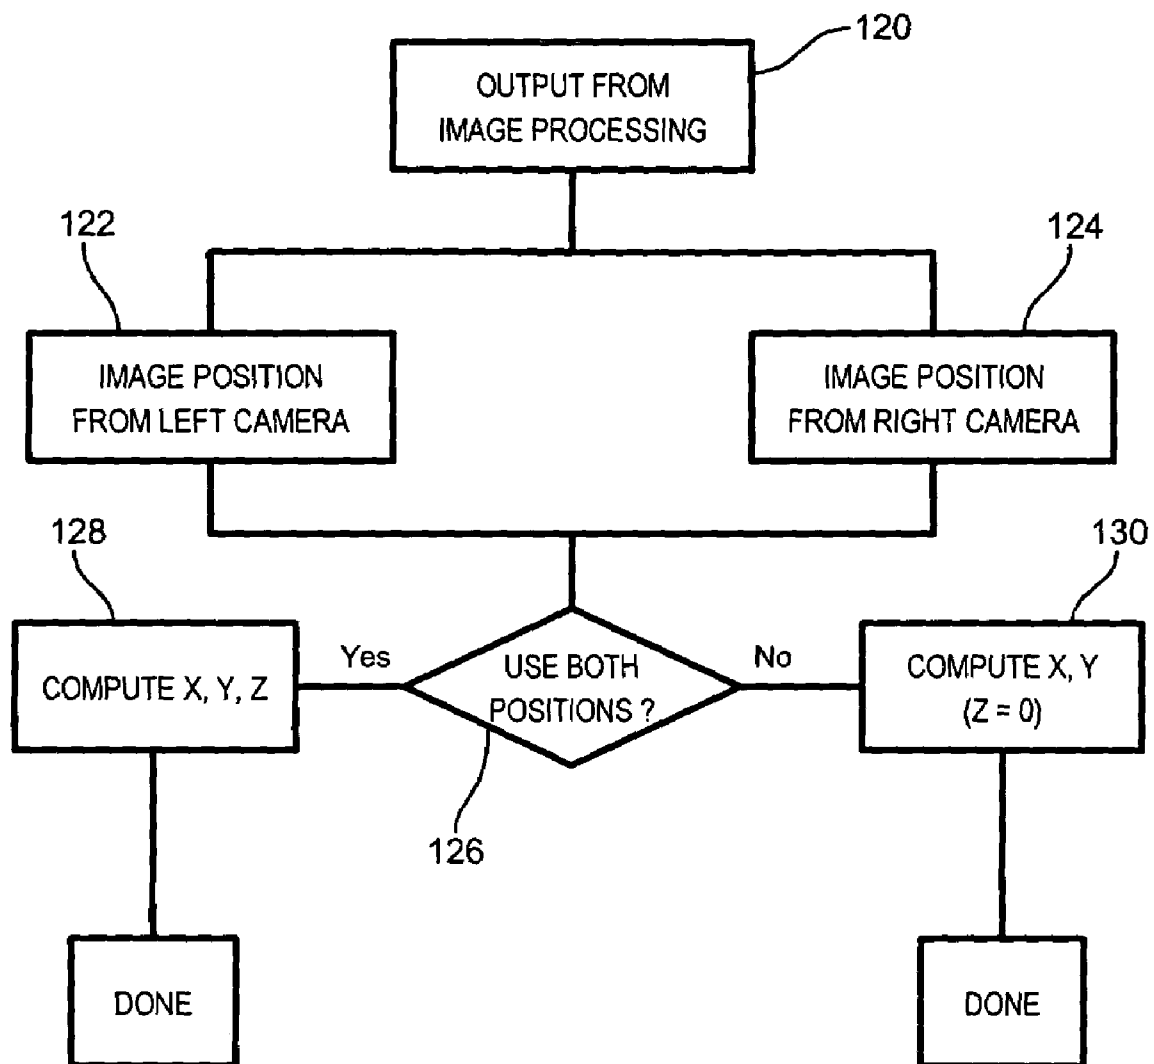 120
OUTPUT FROM
IMAGE PROCESSING
122
124
IMAGE POSITION
FROM LEFT CAMERA
IMAGE POSITION
FROM RIGHT CAMERA
128
130
COMPUTE X, Y, Z
Yes
USE BOTH
POSITIONS ?
No
COMPUTE X, Y
(Z = 0)
126
DONE
DONE